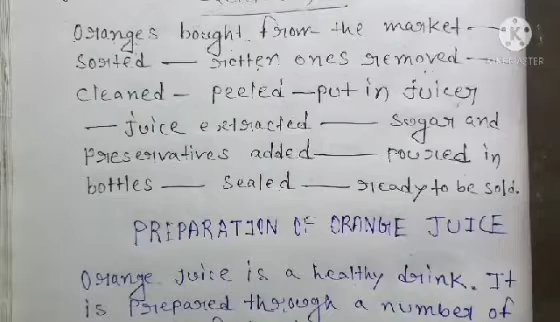 Oranges bought from the market —
Sorted — rotten ones removed —
cleaned — peeled — put in juicer
— juice extracted — sugar and
preservatives added — poured in
bottles — sealed — ready to be sold.
PREPARATION OF ORANGE JUICE
Orange juice is a healthy drink. It
is prepared through a number of